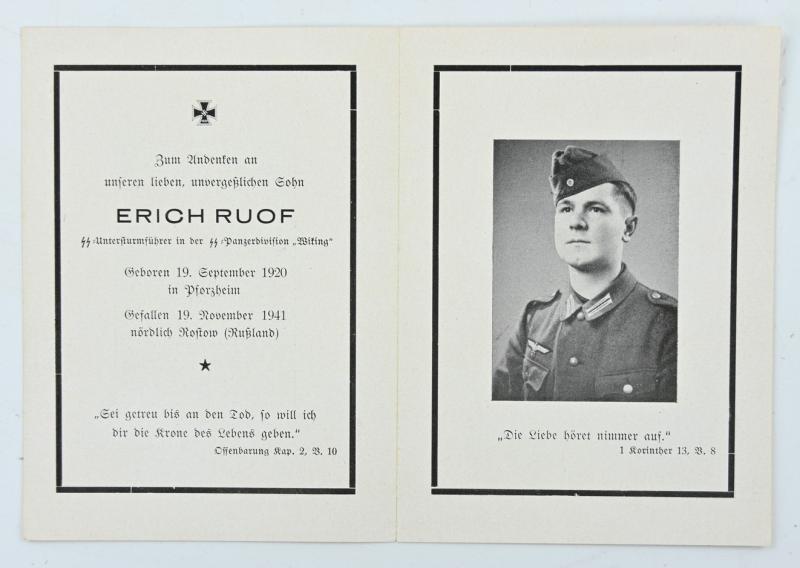 Zum Andenken an
unseren lieben, unvergeßlichen Sohn
ERICH RUOF
SS-Untersturmführer in der SS-Panzerdivision „Wiking“
Geboren 19. September 1920
in Pforzheim
Gefallen 19. November 1941
nördlich Rostow (Rußland)
„Sei getreu bis an den Tod, so will ich
dir die Krone des Lebens geben.“
Offenbarung Kap. 2, V. 10
„Die Liebe höret nimmer auf.“
1 Korinther 13, V. 8